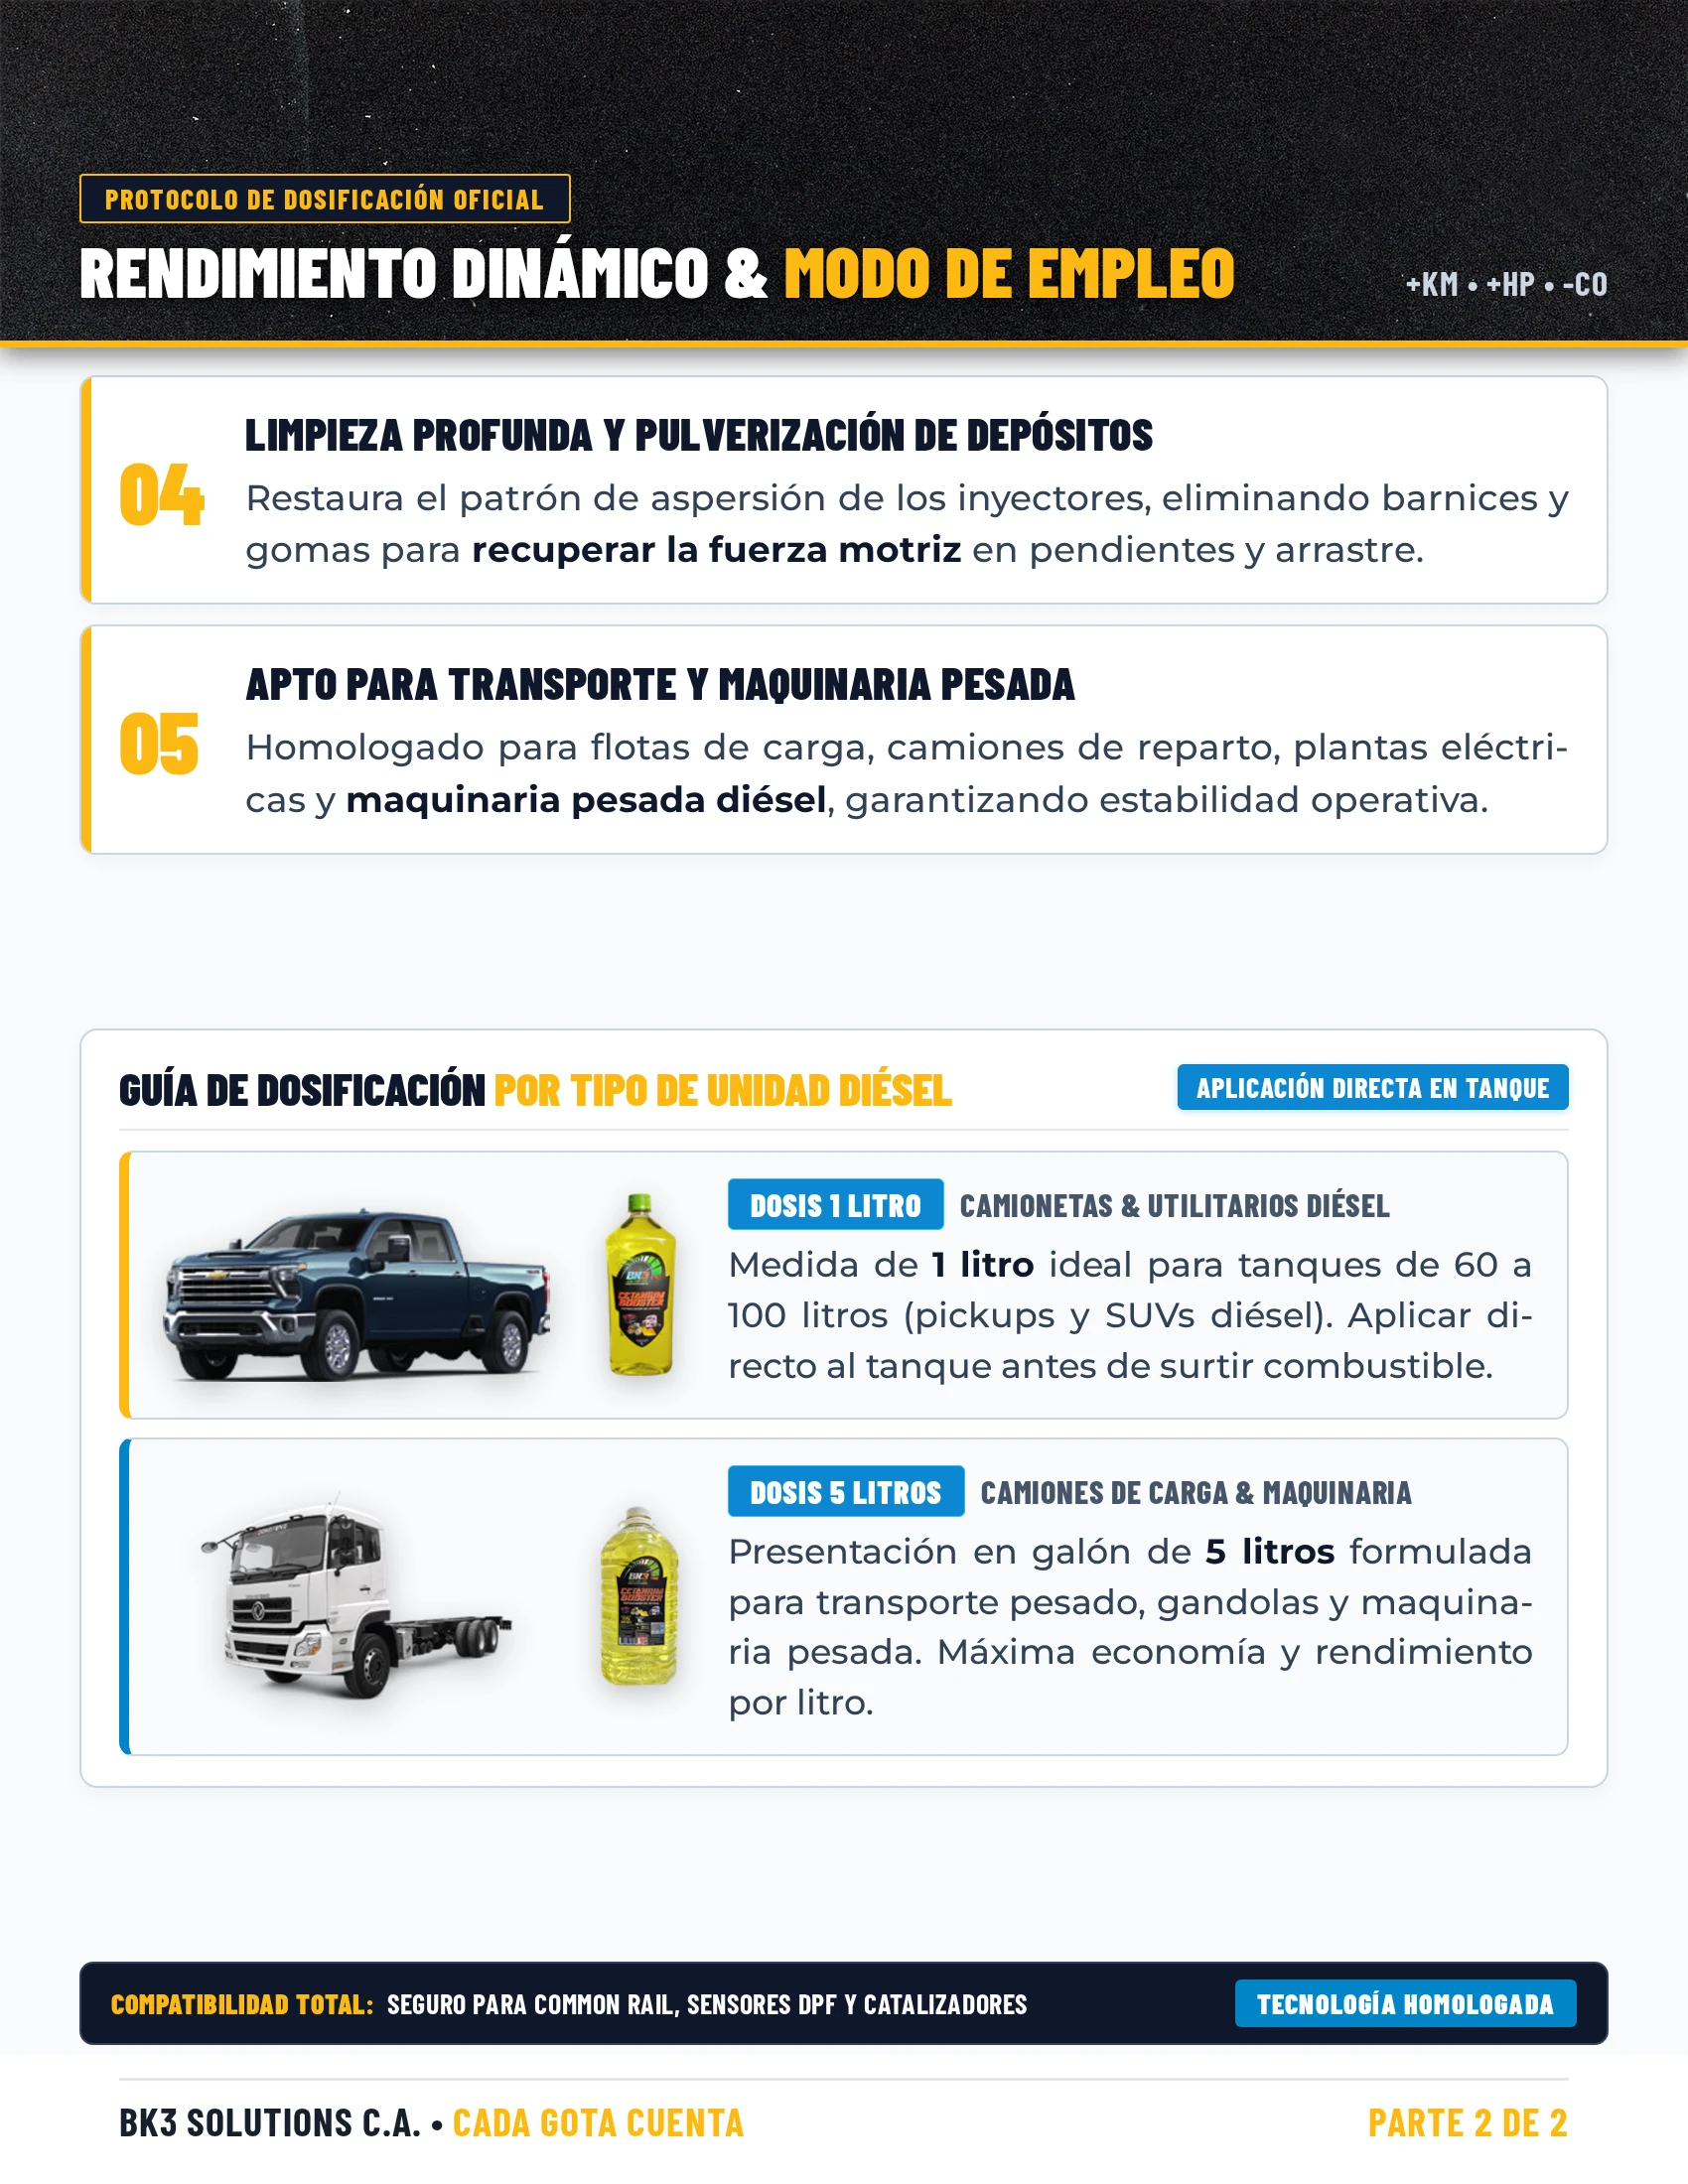 PROTOCOLO DE DOSIFICACIÓN OFICIAL
RENDIMIENTO DINÁMICO & MODO DE EMPLEO
+KM • +HP • -CO
04
LIMPIEZA PROFUNDA Y PULVERIZACIÓN DE DEPÓSITOS
Restaura el patrón de aspersión de los inyectores, eliminando barnices y
gomas para recuperar la fuerza motriz en pendientes y arrastre.
05
APTO PARA TRANSPORTE Y MAQUINARIA PESADA
Homologado para flotas de carga, camiones de reparto, plantas eléctri-
cas y maquinaria pesada diésel, garantizando estabilidad operativa.
GUÍA DE DOSIFICACIÓN POR TIPO DE UNIDAD DIÉSEL
APLICACIÓN DIRECTA EN TANQUE
BK3
CETANIUM
BOOSTER
DOSIS 1 LITRO CAMIONETAS & UTILITARIOS DIÉSEL
Medida de 1 litro ideal para tanques de 60 a
100 litros (pickups y SUVs diésel). Aplicar di-
recto al tanque antes de surtir combustible.
BK3
CETANIUM
BOOSTER
DOSIS 5 LITROS CAMIONES DE CARGA & MAQUINARIA
Presentación en galón de 5 litros formulada
para transporte pesado, gandolas y maquina-
ria pesada. Máxima economía y rendimiento
por litro.
COMPATIBILIDAD TOTAL: SEGURO PARA COMMON RAIL, SENSORES DPF Y CATALIZADORES
TECNOLOGÍA HOMOLOGADA
BK3 SOLUTIONS C.A. • CADA GOTA CUENTA
PARTE 2 DE 2